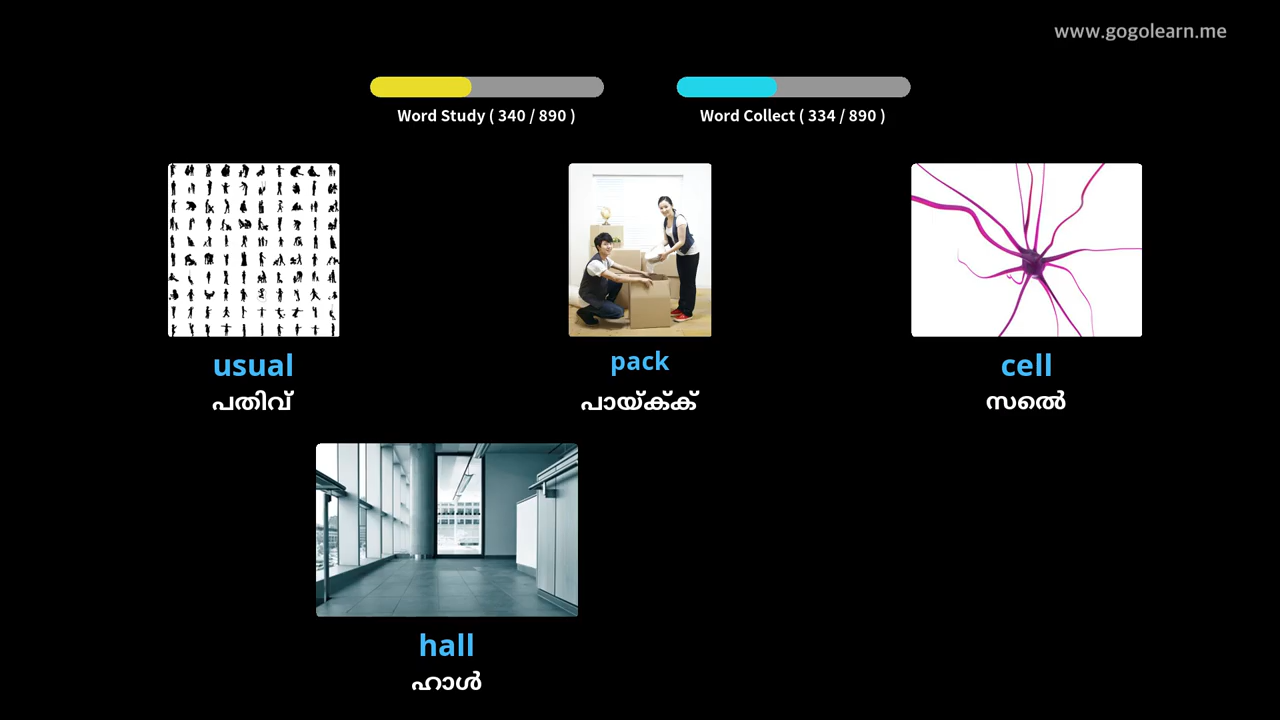 www.gogolearn.me
Word Study ( 340 / 890 )
Word Collect ( 334 / 890 )
usual
പതിവ്
pack
പായ്ക്ക്
cell
സെൽ
hall
ഹാൾ